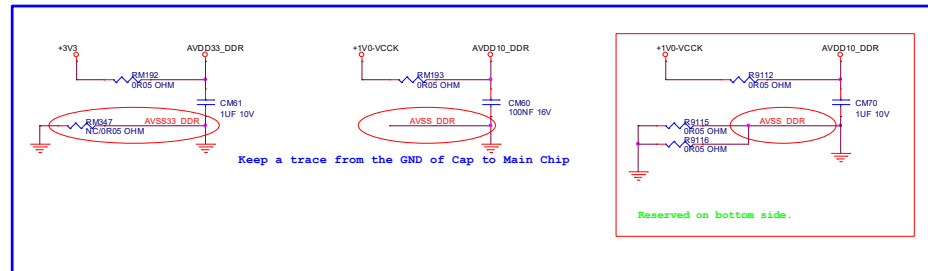 +3V3
AVDD33_DDR
RM192
0R05 OHM
CM61
1UF 10V
RM347
NC/0R05 OHM
AVSS33_DDR
+1V0-VCCK
AVDD10_DDR
RM193
0R05 OHM
CM60
100NF 16V
AVSS_DDR
Keep a trace from the GND of Cap to Main Chip
+1V0-VCCK
AVDD10_DDR
R9112
0R05 OHM
CM70
1UF 10V
R9115
0R05 OHM
AVSS_DDR
R9116
0R05 OHM
Reserved on bottom side.